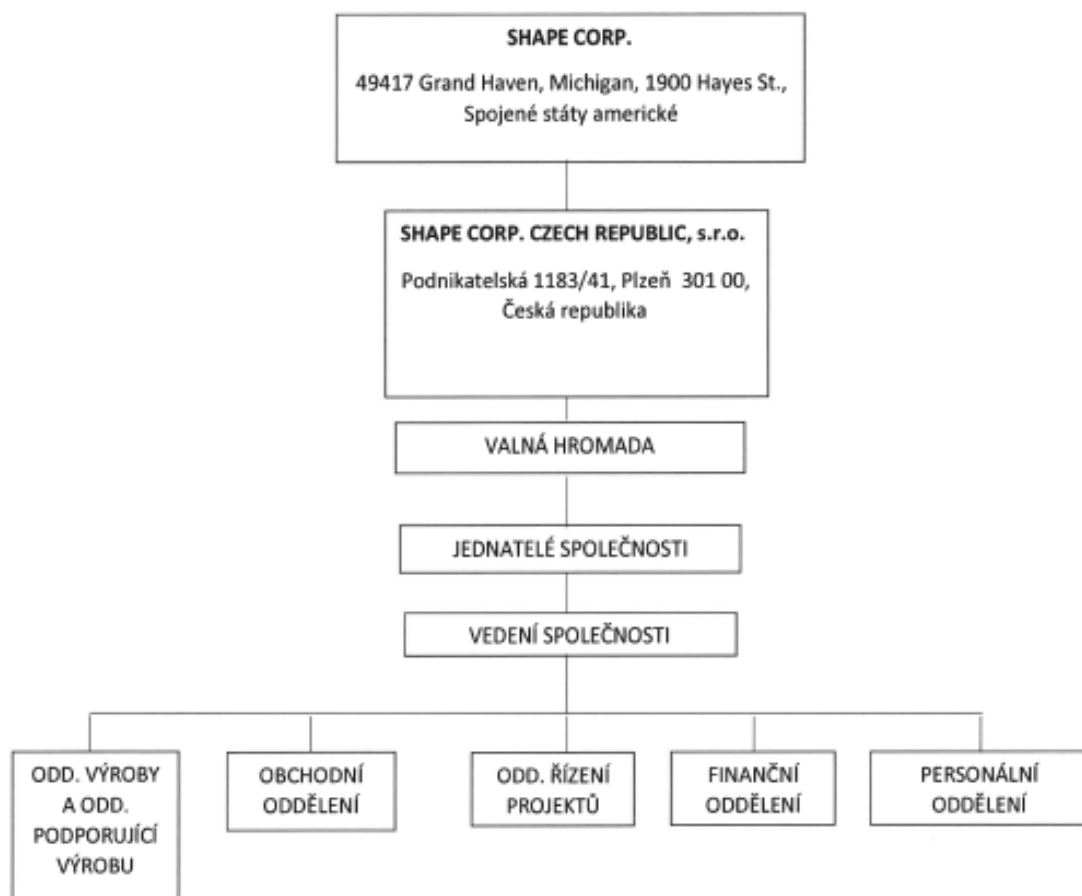 SHAPE CORP.
49417 Grand Haven, Michigan, 1900 Hayes St.,
Spojené státy americké
SHAPE CORP. CZECH REPUBLIC, s.r.o.
Podnikatelská 1183/41, Plzeň 301 00,
Česká republika
VALNÁ HROMADA
JEDNATELÉ SPOLEČNOSTI
VEDENÍ SPOLEČNOSTI
ODD. VÝROBY
A ODD.
PODPORUJÍCÍ
VÝROBU
OBCHODNÍ
ODDĚLENÍ
ODD. ŘÍZENÍ
PROJEKTŮ
FINANČNÍ
ODDĚLENÍ
PERSONÁLNÍ
ODDĚLENÍ